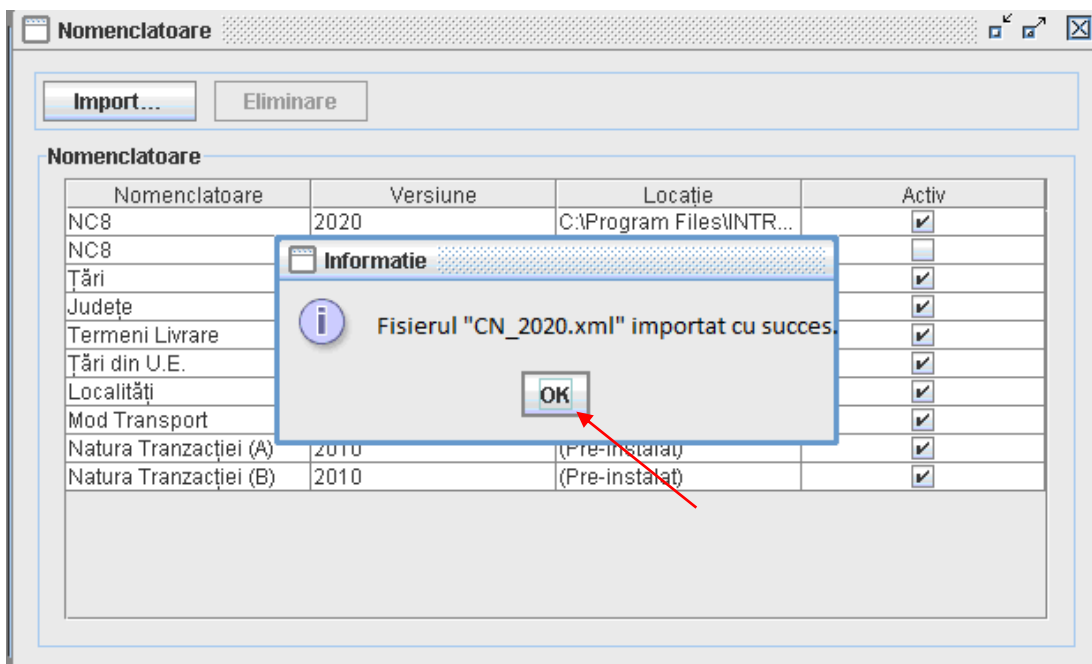 Nomenclatoare
Import...
Eliminare
Nomenclatoare
Nomenclatoare Versiune Locație Activ
NC8 2020 C:\Program Files\INTR...
NC8
Țări
Județe
Termeni Livrare
Țări din U.E.
Localități
Mod Transport
Natura Tranzacției (A) 2010 (Pre-instalat)
Natura Tranzacției (B) 2010 (Pre-instalat)
Informatie
Fisierul "CN_2020.xml" importat cu succes.
OK